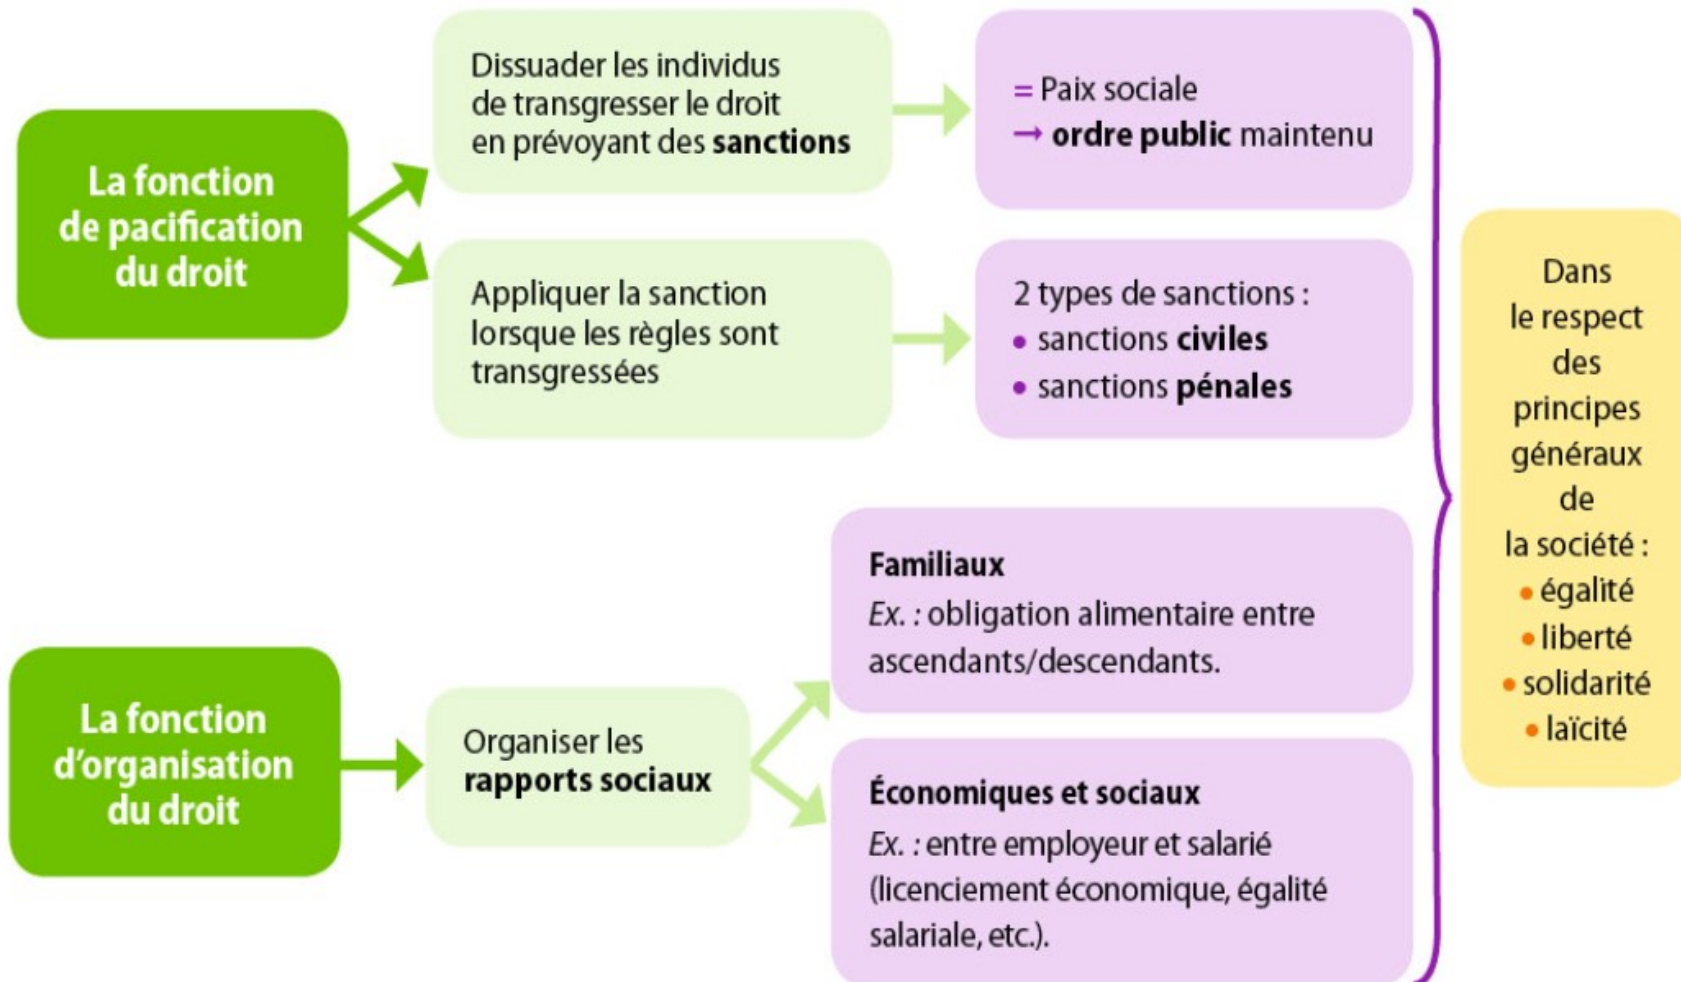 La fonction
de pacification
du droit
Dissuader les individus
de transgresser le droit
en prévoyant des sanctions
= Paix sociale
→ ordre public maintenu
Appliquer la sanction
lorsque les règles sont
transgressées
2 types de sanctions :
• sanctions civiles
• sanctions pénales
La fonction
d’organisation
du droit
Organiser les
rapports sociaux
Familiaux
Ex. : obligation alimentaire entre
ascendants/descendants.
Économiques et sociaux
Ex. : entre employeur et salarié
(licenciement économique, égalité
salariale, etc.).
Dans
le respect
des
principes
généraux
de
la société :
• égalité
• liberté
• solidarité
• laïcité